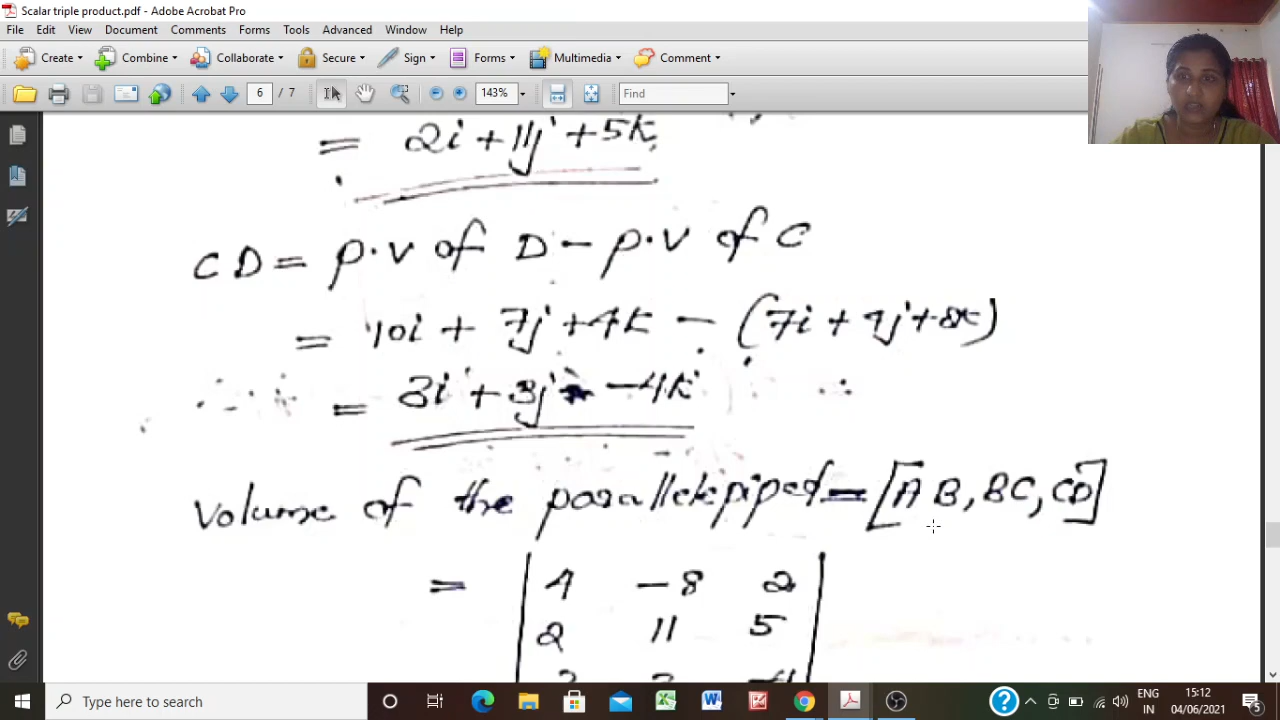 Scalar triple product.pdf - Adobe Acrobat Pro
File Edit View Document Comments Forms Tools Advanced Window Help
Create Combine Collaborate Secure Sign Forms Multimedia Comment
6 / 7 143% Find
= 2i + 11j + 5k
CD = P.V of D - P.V of C
= 10i + 7j + 4k - (7i + 4j + 8k)
= 3i + 3j - 4k
Volume of the parallelepiped = [AB, BC, CD]
= | 4 -8 2 |
2 11 5
Type here to search
ENG
IN
15:12
04/06/2021
5